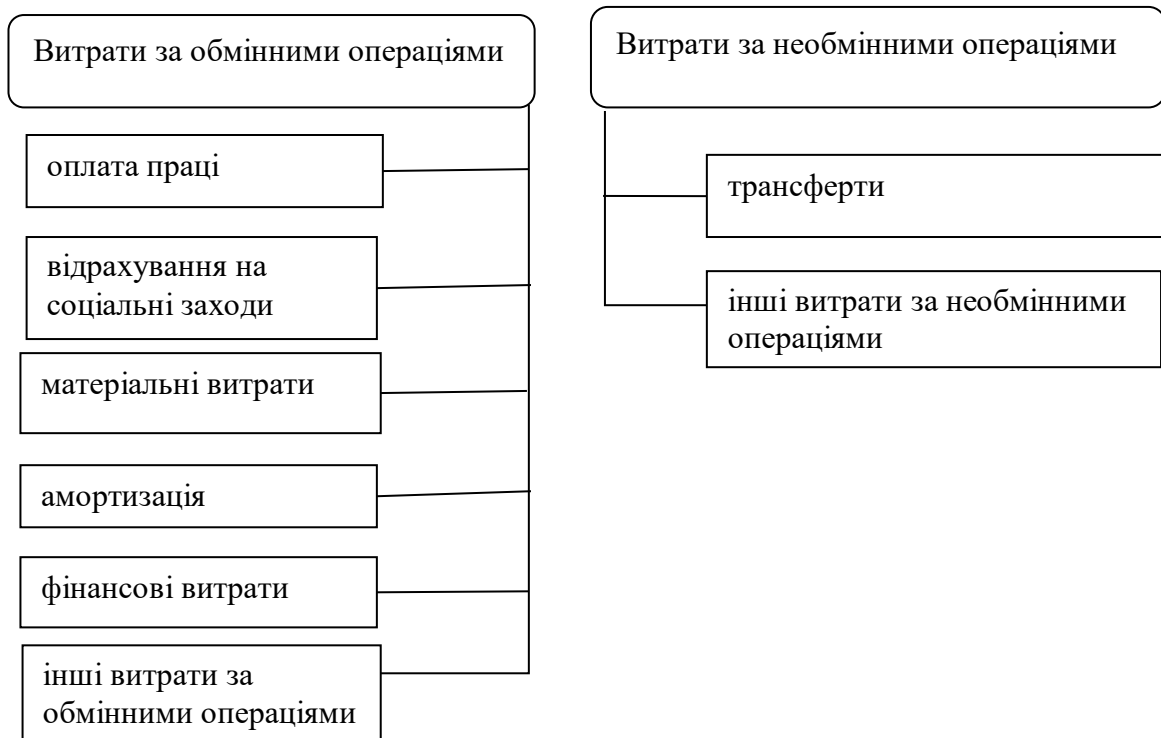 Витрати за обмінними операціями
оплата праці
відрахування на
соціальні заходи
матеріальні витрати
амортизація
фінансові витрати
інші витрати за
обмінними операціями
Витрати за необмінними операціями
трансферти
інші витрати за необмінними
операціями